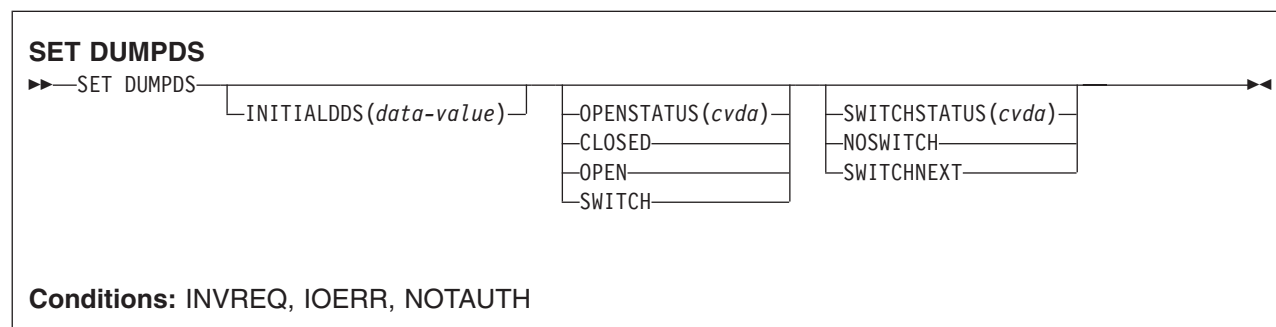 SET DUMPDS
SET DUMPDS
INITIALDDS(data-value) OPENSTATUS(cvda) SWITCHSTATUS(cvda)
CLOSED NOSWITCH
OPEN SWITCHNEXT
SWITCH
Conditions: INVREQ, IOERR, NOTAUTH